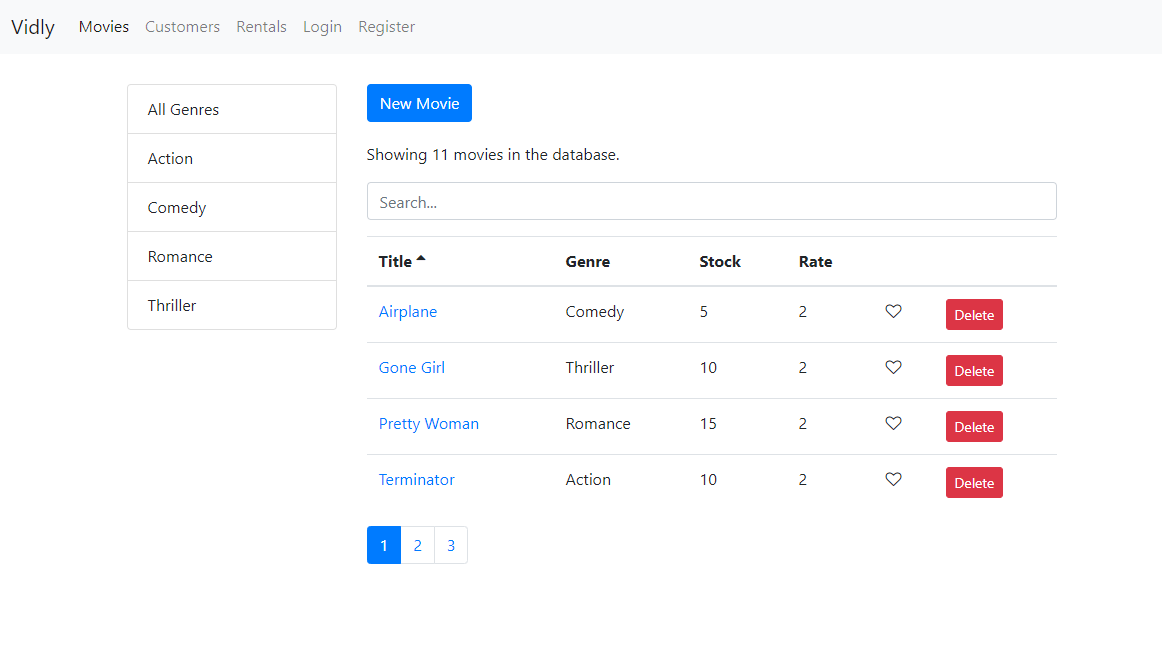 Vidly Movies Customers Rentals Login Register
All Genres
Action
Comedy
Romance
Thriller
New Movie
Showing 11 movies in the database.
Search...
Title Genre Stock Rate
Airplane Comedy 5 2 Delete
Gone Girl Thriller 10 2 Delete
Pretty Woman Romance 15 2 Delete
Terminator Action 10 2 Delete
1 2 3